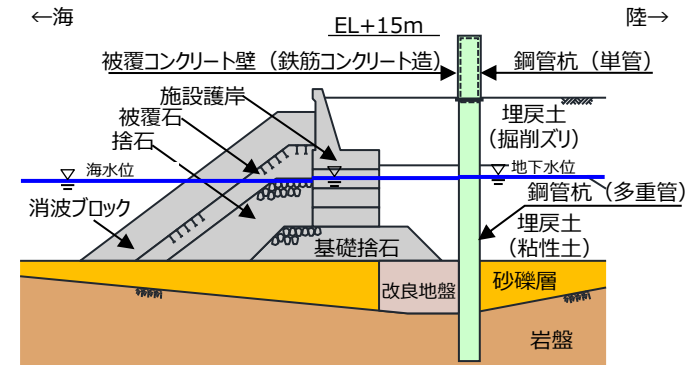 ←海
陸→
EL+15m
被覆コンクリート壁（鉄筋コンクリート造）
鋼管杭（単管）
施設護岸
被覆石
捨石
埋戻土
（掘削ズリ）
海水位
地下水位
消波ブロック
鋼管杭（多重管）
埋戻土
（粘性土）
基礎捨石
改良地盤
砂礫層
岩盤